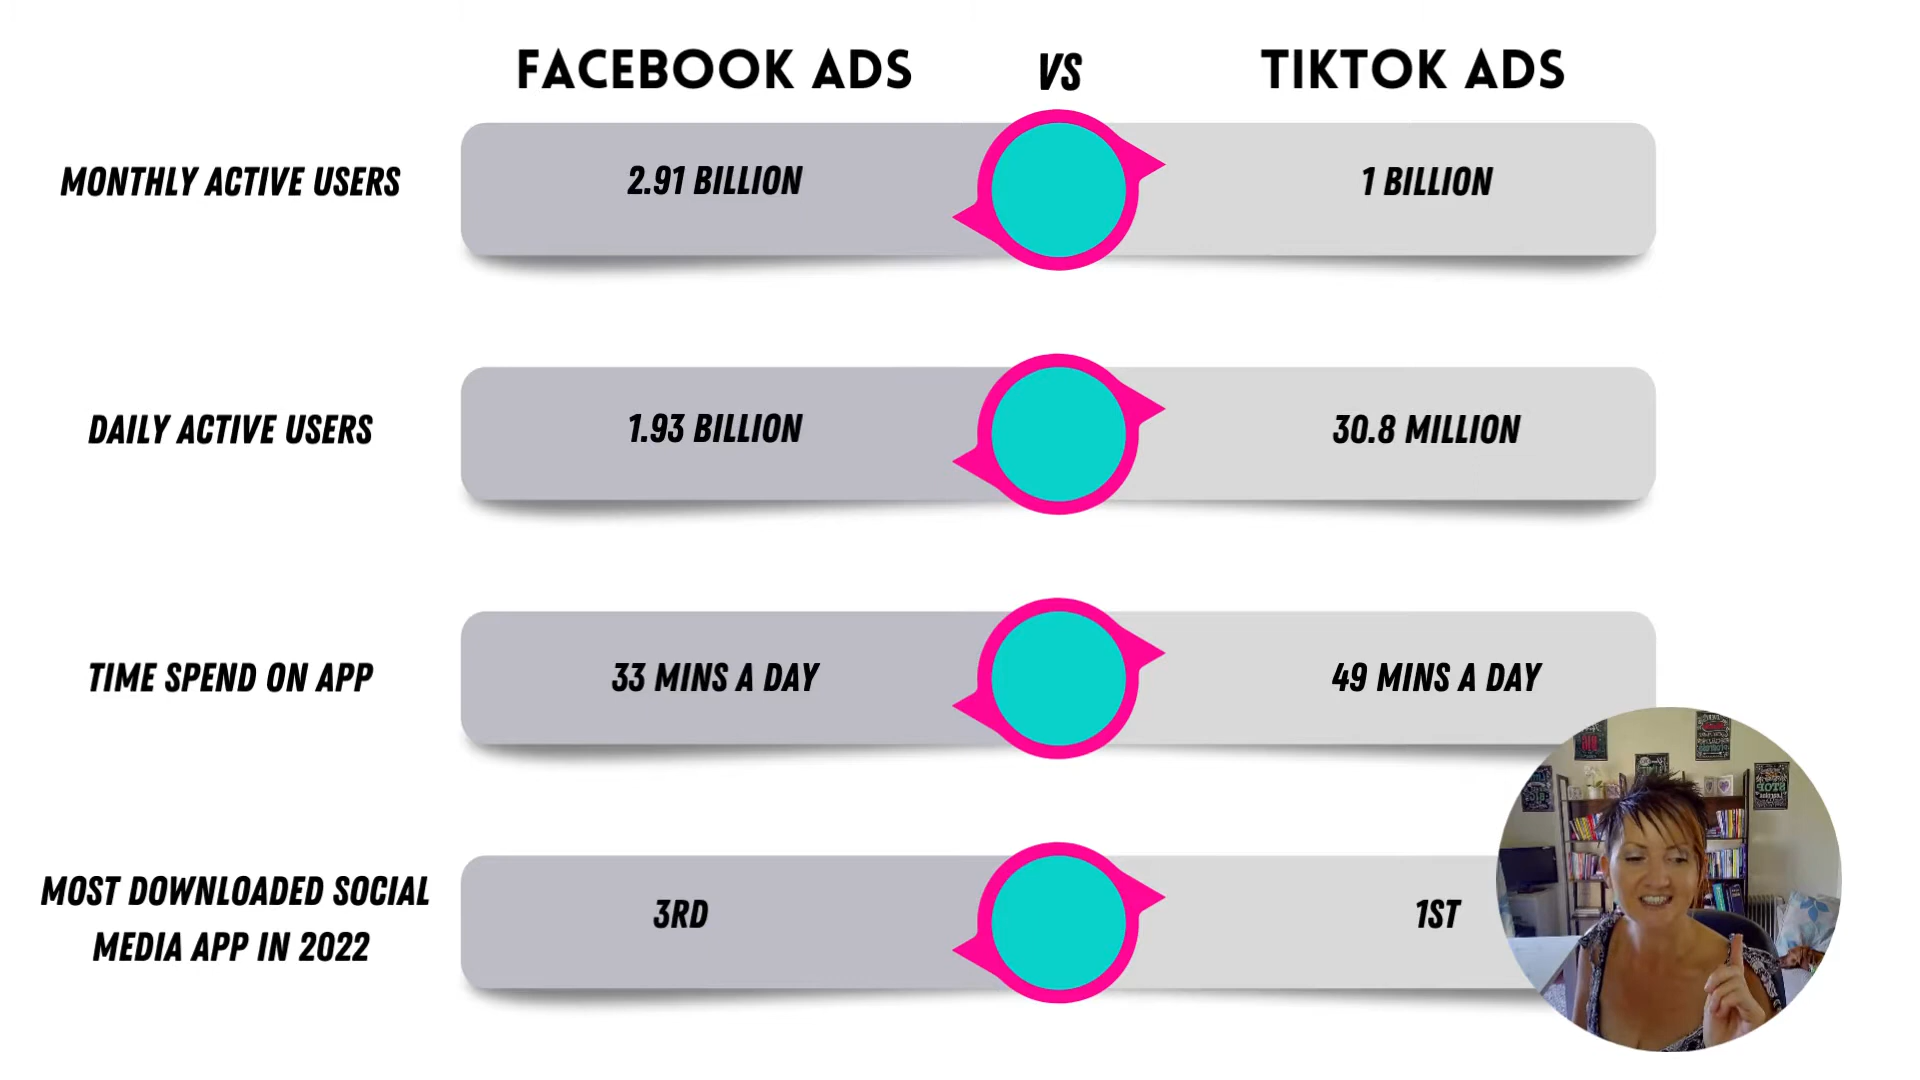 FACEBOOK ADS VS TIKTOK ADS
MONTHLY ACTIVE USERS 2.91 BILLION 1 BILLION
DAILY ACTIVE USERS 1.93 BILLION 30.8 MILLION
TIME SPEND ON APP 33 MINS A DAY 49 MINS A DAY
MOST DOWNLOADED SOCIAL
MEDIA APP IN 2022
3RD 1ST
STOP